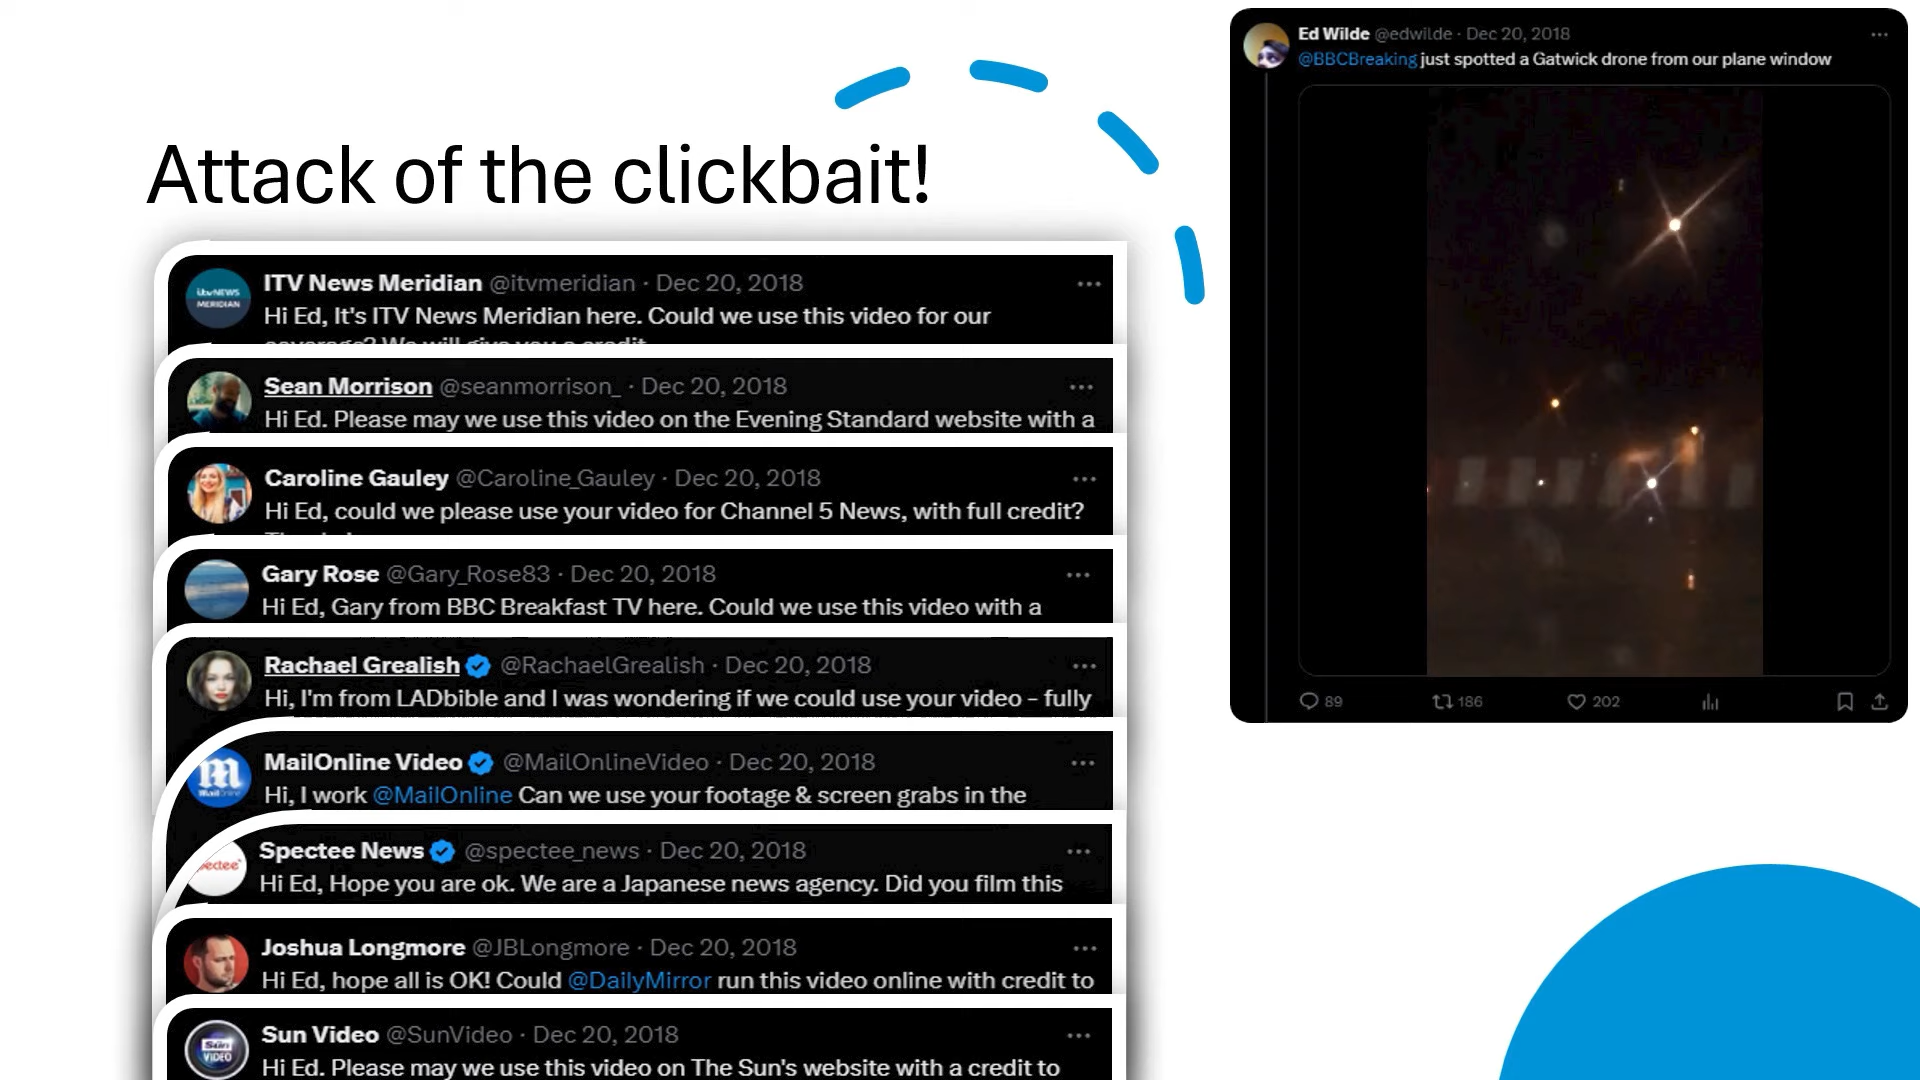 Attack of the clickbait!
ITV News Meridian @itvmeridian · Dec 20, 2018
Hi Ed, It's ITV News Meridian here. Could we use this video for our
coverage? We will give you a credit
Sean Morrison @seanmorrison_ · Dec 20, 2018
Hi Ed. Please may we use this video on the Evening Standard website with a
Caroline Gauley @Caroline_Gauley · Dec 20, 2018
Hi Ed, could we please use your video for Channel 5 News, with full credit?
Gary Rose @Gary_Rose83 · Dec 20, 2018
Hi Ed, Gary from BBC Breakfast TV here. Could we use this video with a
Rachael Grealish @RachaelGrealish · Dec 20, 2018
Hi, I'm from LADbible and I was wondering if we could use your video - fully
MailOnline Video @MailOnlineVideo · Dec 20, 2018
Hi, I work @MailOnline Can we use your footage & screen grabs in the
Spectee News @spectee_news · Dec 20, 2018
Hi Ed, Hope you are ok. We are a Japanese news agency. Did you film this
Joshua Longmore @JBLongmore · Dec 20, 2018
Hi Ed, hope all is OK! Could @DailyMirror run this video online with credit to
Sun Video @SunVideo · Dec 20, 2018
Hi Ed. Please may we use this video on The Sun's website with a credit to
Ed Wilde @edwilde · Dec 20, 2018
@BBCBreaking just spotted a Gatwick drone from our plane window
89 186 202